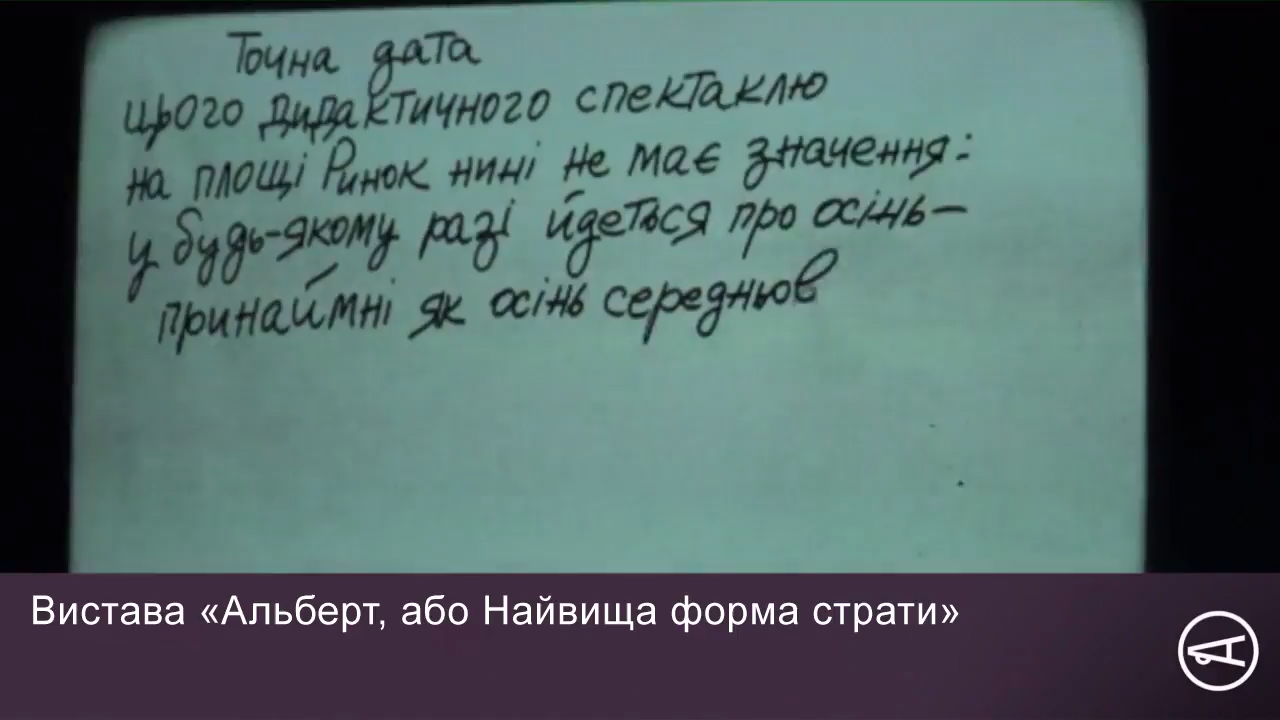 Точна дата
цього дидактичного спектаклю
на площі Ринок нині не має значення:
у будь-якому разі йдеться про осінь–
принаймні як осінь середньов
Вистава «Альберт, або Найвища форма страти»